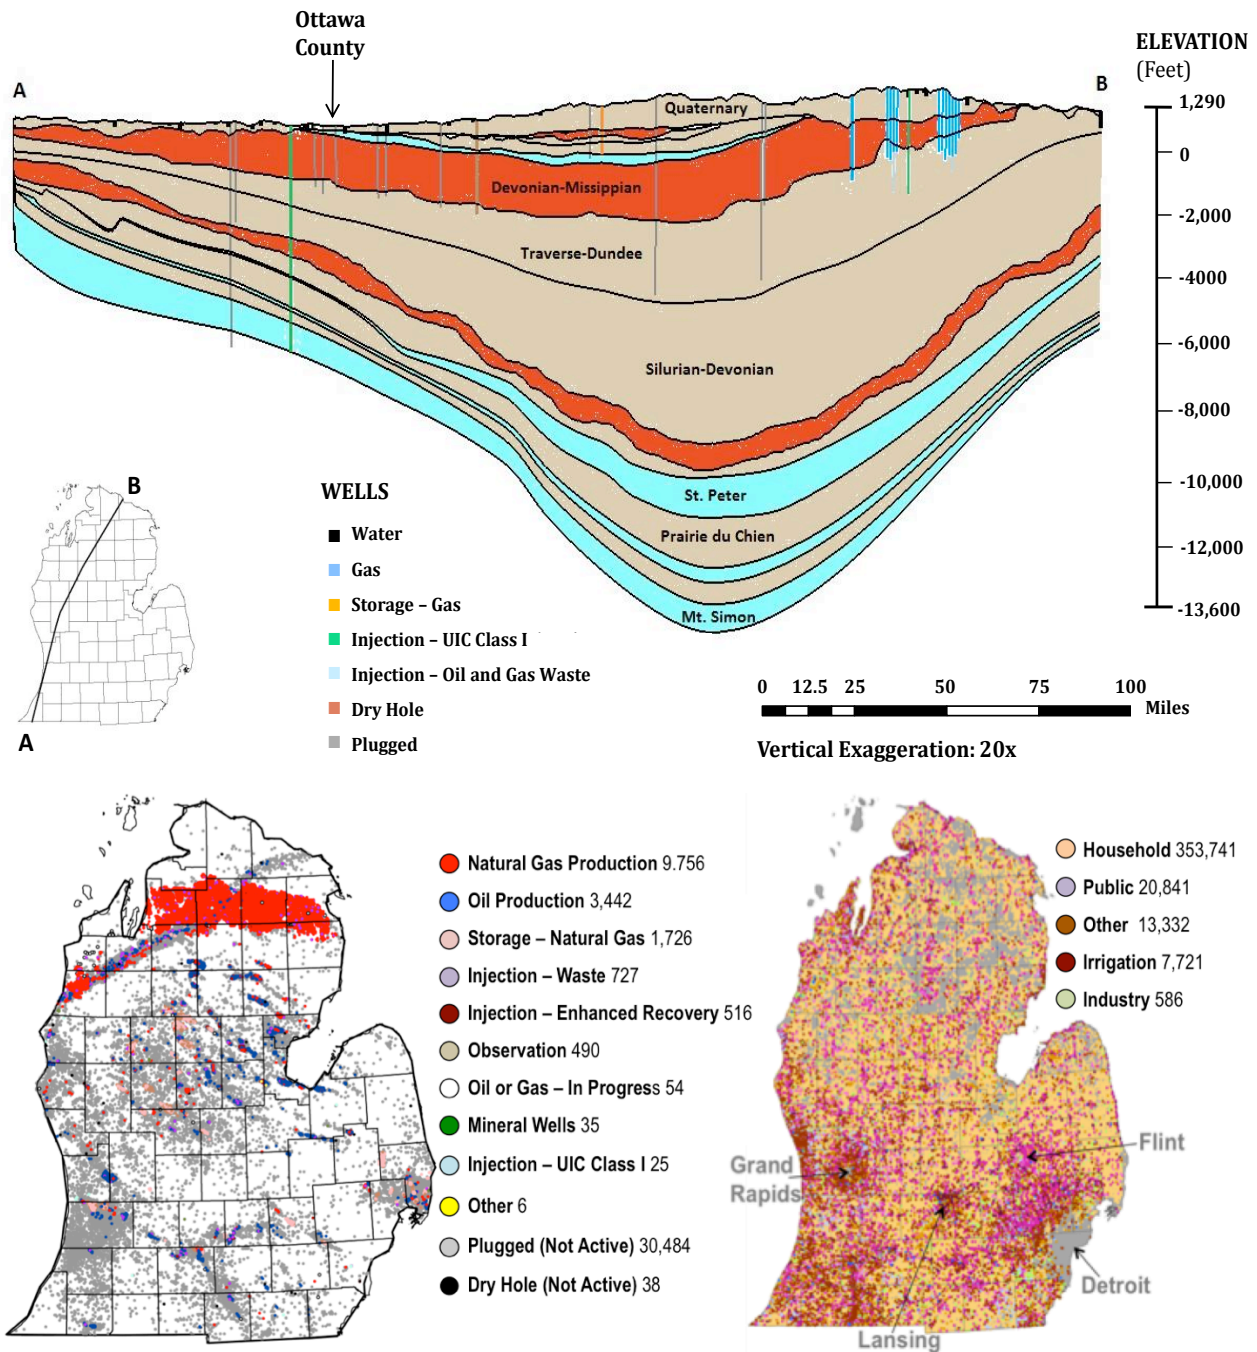 Ottawa
County
ELEVATION
(Feet)
A
B
1,290
0
-2,000
-4000
-6,000
-8,000
-10,000
-12,000
-13,600
Quaternary
Devonian-Missippian
Traverse-Dundee
Silurian-Devonian
St. Peter
Prairie du Chien
Mt. Simon
B
A
WELLS
Water
Gas
Storage – Gas
Injection – UIC Class I
Injection – Oil and Gas Waste
Dry Hole
Plugged
0 12.5 25 50 75 100
Miles
Vertical Exaggeration: 20x
Natural Gas Production 9.756
Oil Production 3,442
Storage – Natural Gas 1,726
Injection – Waste 727
Injection – Enhanced Recovery 516
Observation 490
Oil or Gas – In Progress 54
Mineral Wells 35
Injection – UIC Class I 25
Other 6
Plugged (Not Active) 30,484
Dry Hole (Not Active) 38
Household 353,741
Public 20,841
Other 13,332
Irrigation 7,721
Industry 586
Flint
Grand
Rapids
Detroit
Lansing